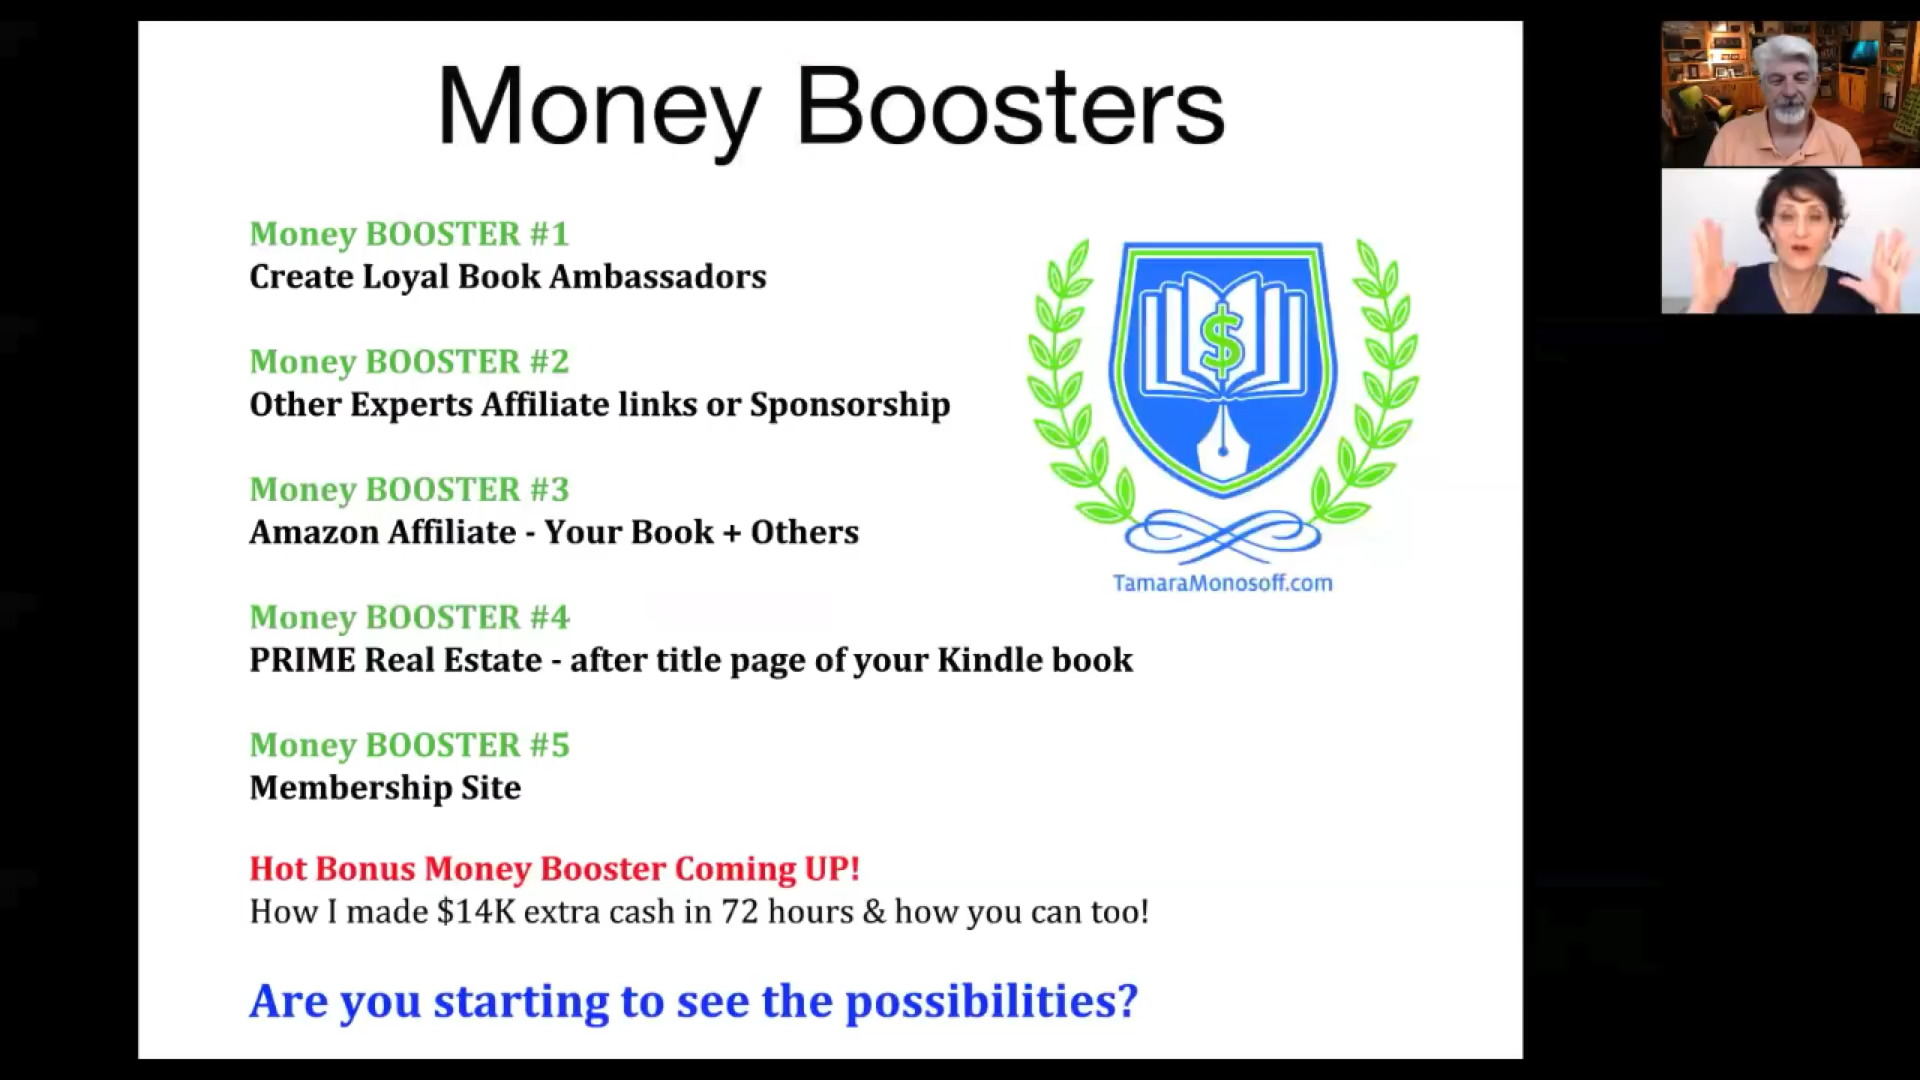 Money Boosters
Money BOOSTER #1
Create Loyal Book Ambassadors
Money BOOSTER #2
Other Experts Affiliate links or Sponsorship
Money BOOSTER #3
Amazon Affiliate - Your Book + Others
Money BOOSTER #4
PRIME Real Estate - after title page of your Kindle book
Money BOOSTER #5
Membership Site
Hot Bonus Money Booster Coming UP!
How I made $14K extra cash in 72 hours & how you can too!
Are you starting to see the possibilities?
$
TamaraMonosoff.com